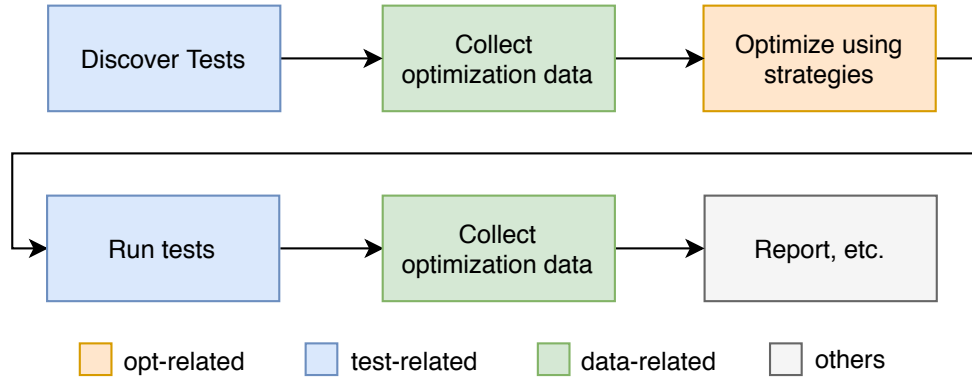 Discover Tests
Collect
optimization data
Optimize using
strategies
Run tests
Collect
optimization data
Report, etc.
opt-related
test-related
data-related
others